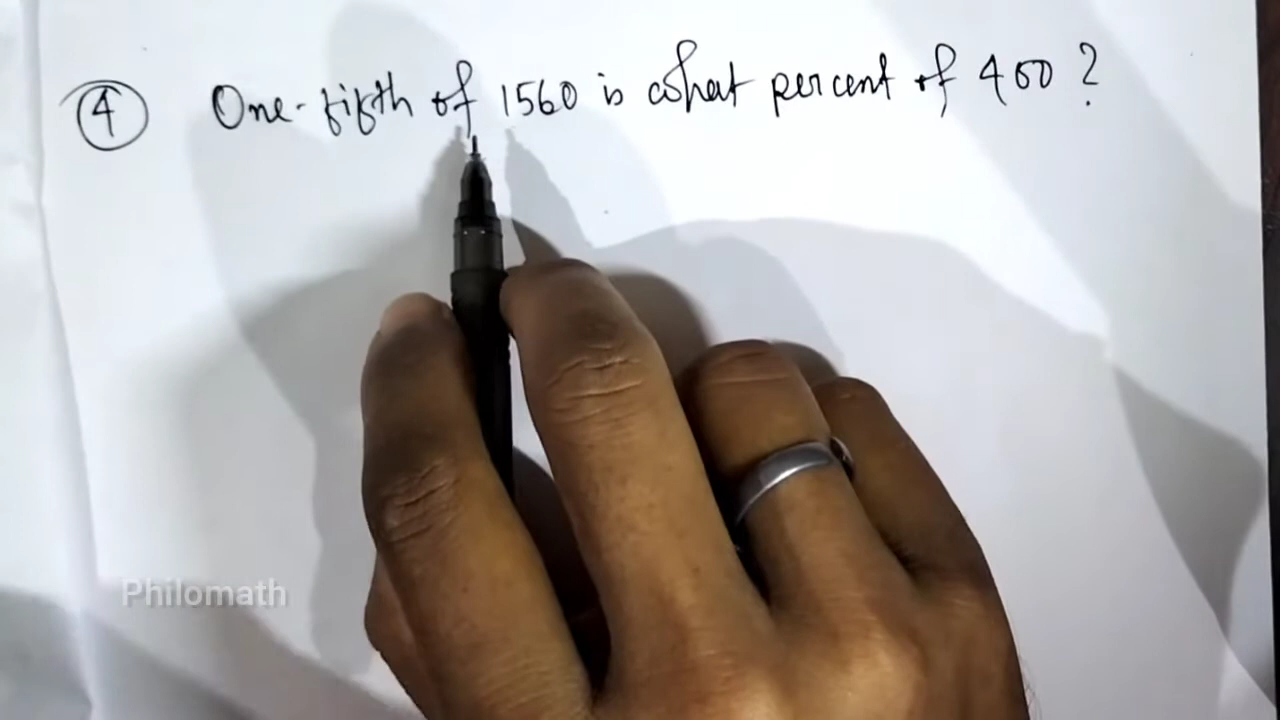 ④ One-fifth of 1560 is what percent of 400 ?
Philomath